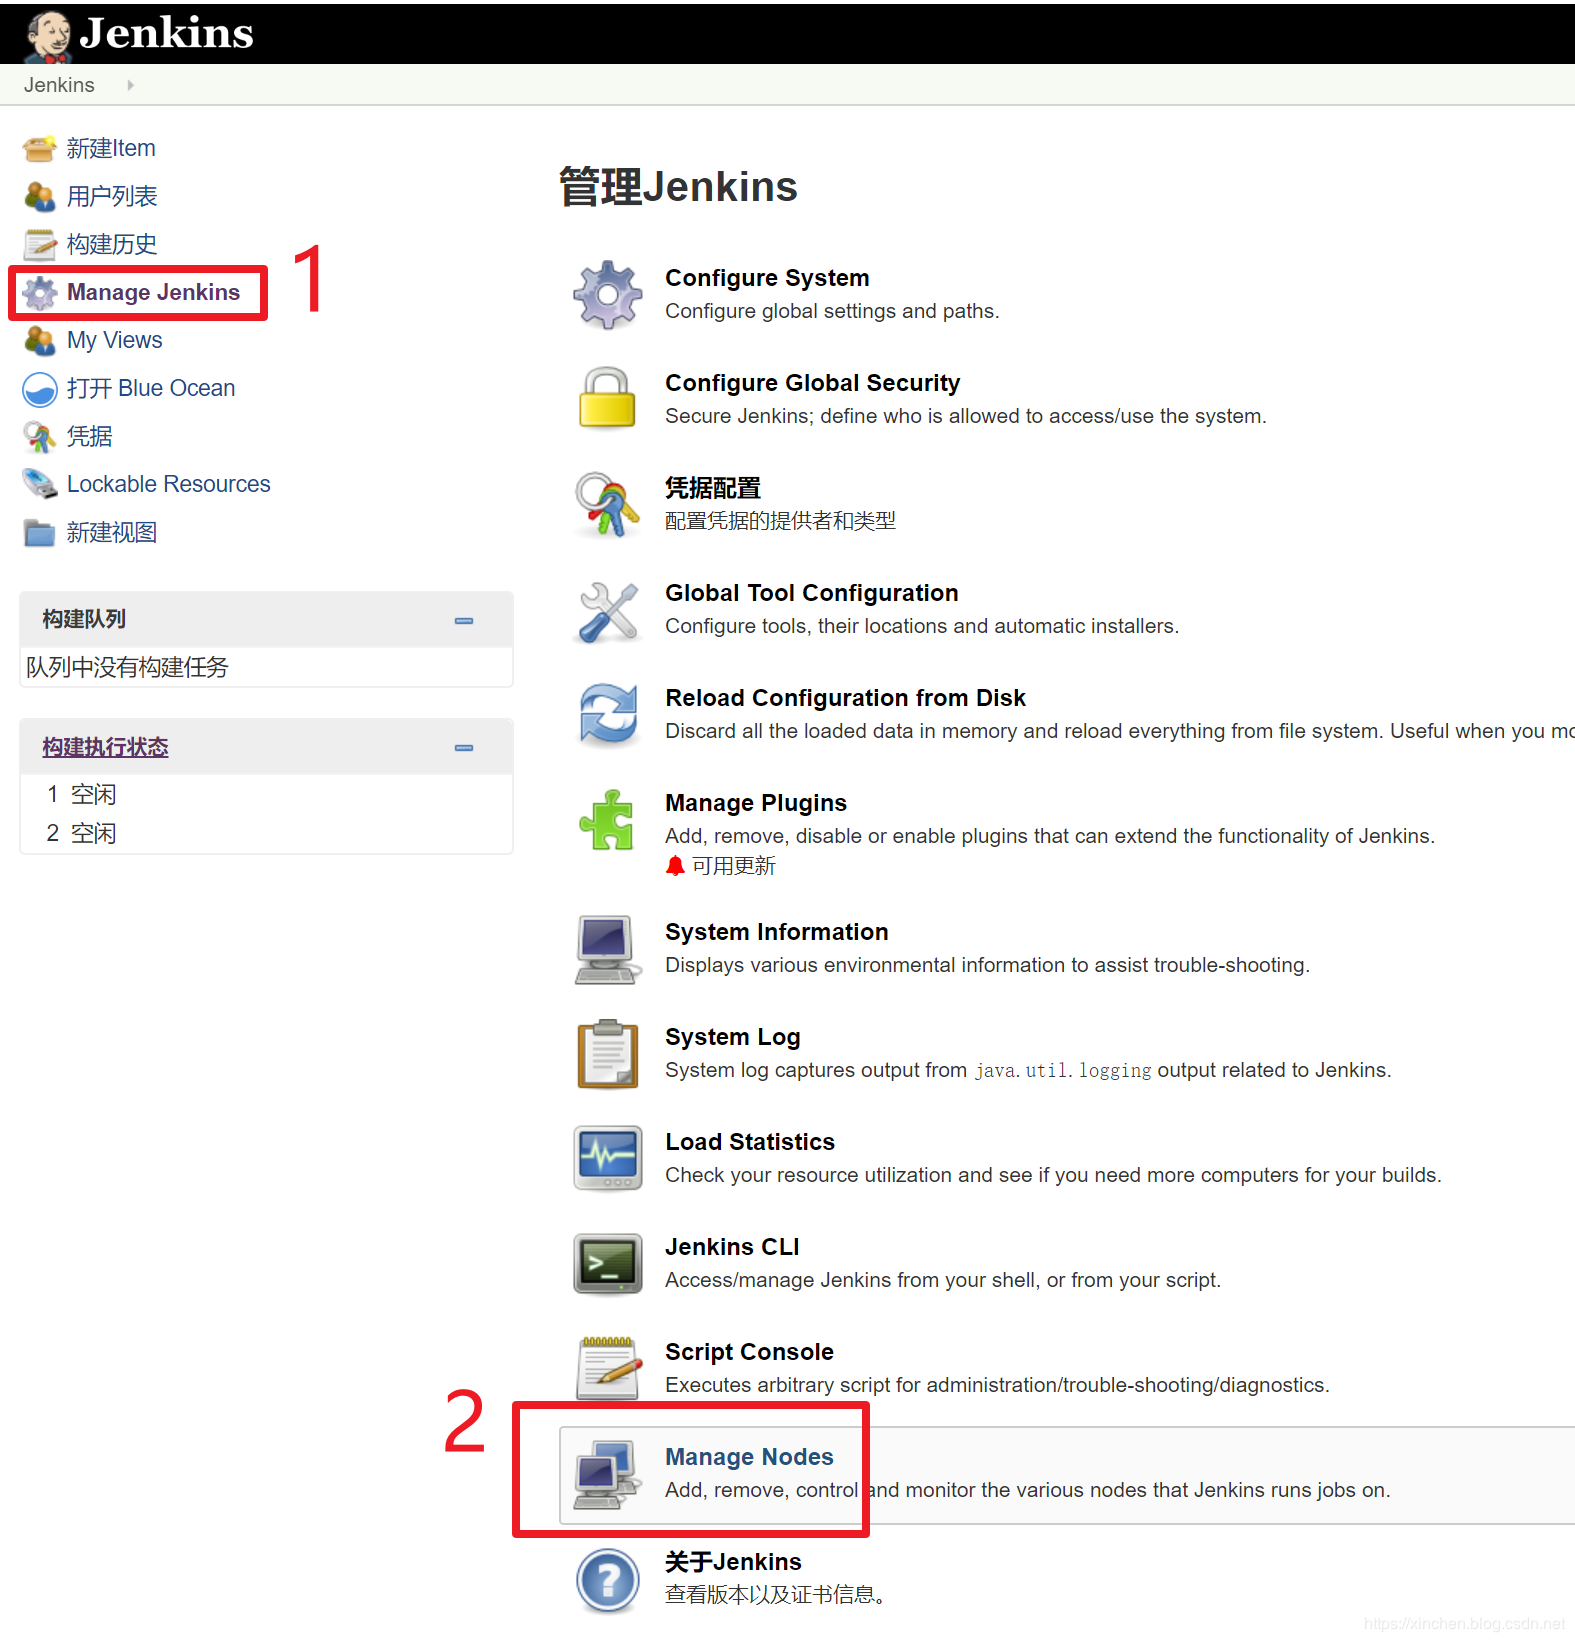 Jenkins
Jenkins
新建Item
用户列表
构建历史
Manage Jenkins
1
My Views
打开 Blue Ocean
凭据
Lockable Resources
新建视图
构建队列
队列中没有构建任务
构建执行状态
1 空闲
2 空闲
管理Jenkins
Configure System
Configure global settings and paths.
Configure Global Security
Secure Jenkins; define who is allowed to access/use the system.
凭据配置
配置凭据的提供者和类型
Global Tool Configuration
Configure tools, their locations and automatic installers.
Reload Configuration from Disk
Discard all the loaded data in memory and reload everything from file system. Useful when you mo
Manage Plugins
Add, remove, disable or enable plugins that can extend the functionality of Jenkins.
可用更新
System Information
Displays various environmental information to assist trouble-shooting.
System Log
System log captures output from java.util.logging output related to Jenkins.
Load Statistics
Check your resource utilization and see if you need more computers for your builds.
Jenkins CLI
Access/manage Jenkins from your shell, or from your script.
Script Console
Executes arbitrary script for administration/trouble-shooting/diagnostics.
2
Manage Nodes
Add, remove, control and monitor the various nodes that Jenkins runs jobs on.
关于Jenkins
查看版本以及证书信息。
https://xinchen.blog.csdn.net